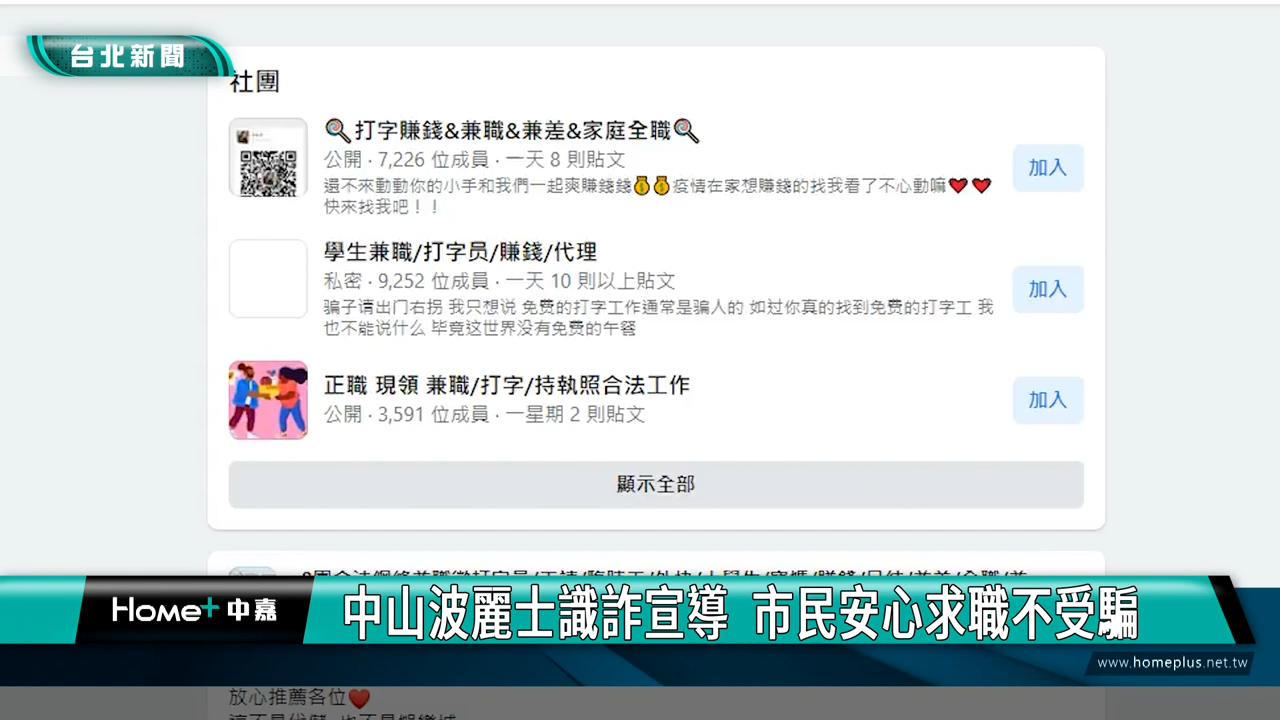 台北新聞
社團
🍭打字賺錢&兼職&兼差&家庭全職🍭
公開 · 7,226 位成員 · 一天 8 則貼文
還不來動動你的小手和我們一起爽賺錢錢💰💰疫情在家想賺錢的找我看了不心動嘛❤❤
快來找我吧！！
加入
學生兼職/打字员/賺錢/代理
私密 · 9,252 位成員 · 一天 10 則以上貼文
骗子请出门右拐 我只想说 免费的打字工作通常是骗人的 如过你真的找到免费的打字工 我
也不能说什么 毕竟这世界没有免费的午餐
加入
正職 現領 兼職/打字/持執照合法工作
公開 · 3,591 位成員 · 一星期 2 則貼文
加入
顯示全部
Home+ 中嘉
中山波麗士識詐宣導 市民安心求職不受騙
www.homeplus.net.tw
放心推薦各位❤